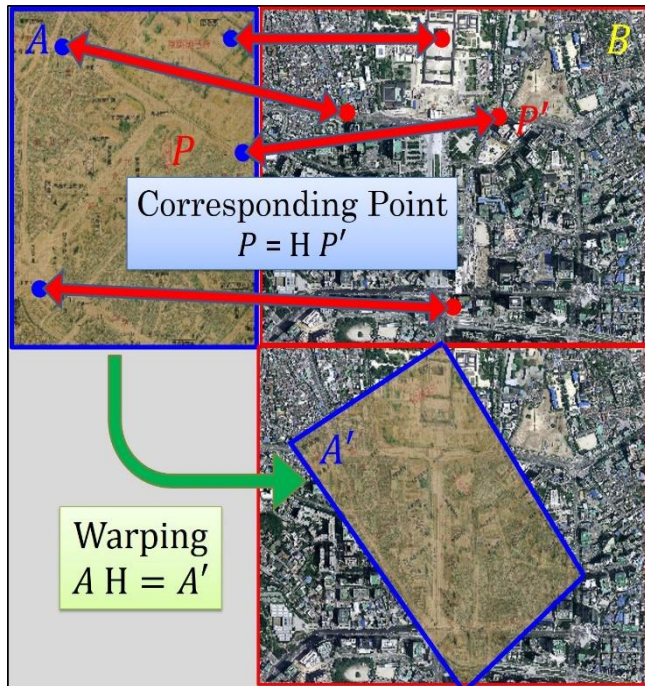 A
B
P
P′
Corresponding Point
P = H P′
A′
Warping
A H = A′